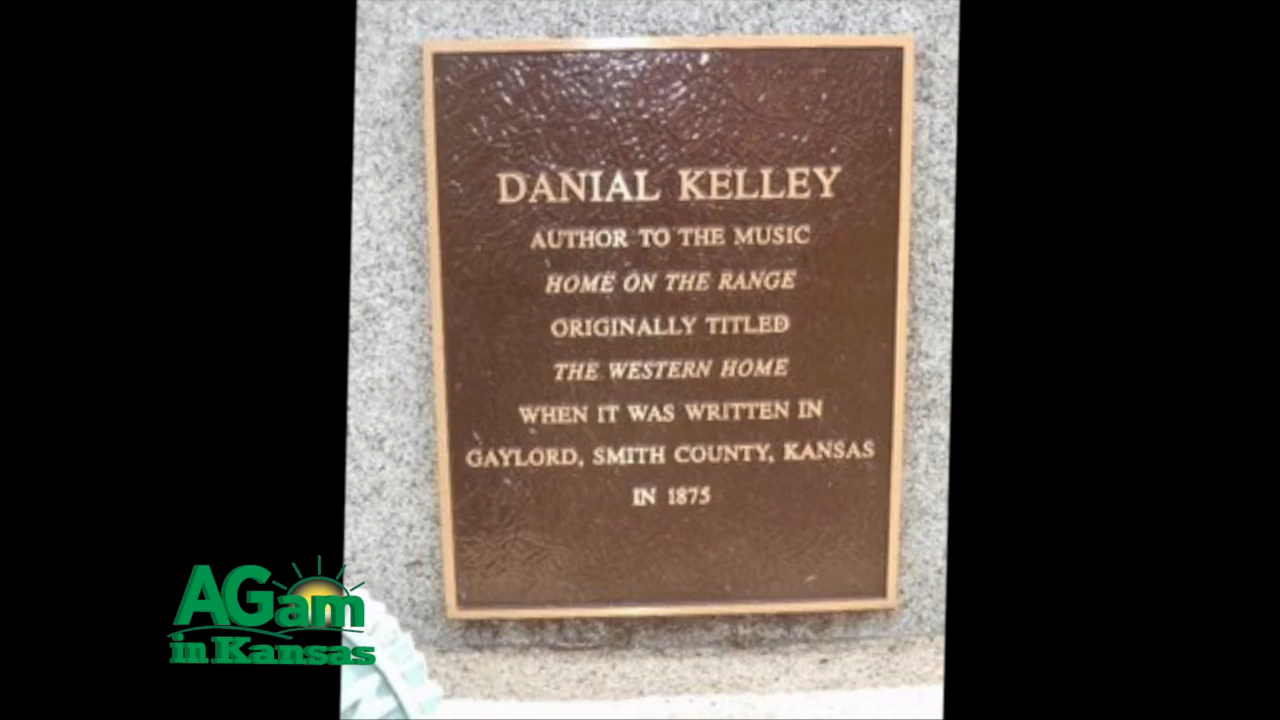 DANIAL KELLEY
AUTHOR TO THE MUSIC
HOME ON THE RANGE
ORIGINALLY TITLED
THE WESTERN HOME
WHEN IT WAS WRITTEN IN
GAYLORD, SMITH COUNTY, KANSAS
IN 1875
AGam
in Kansas